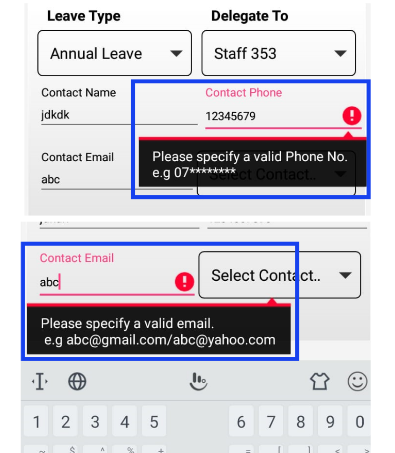 Leave Type Delegate To
Annual Leave Staff 353
Contact Name Contact Phone
jdkdk 12345679
Contact Email Please specify a valid Phone No.
abc e.g 07********
Select Contact..
Contact Email
abc Select Contact..
Please specify a valid email.
e.g abc@gmail.com/abc@yahoo.com
1 2 3 4 5 6 7 8 9 0
~ $ ^ % + = [ ] < >